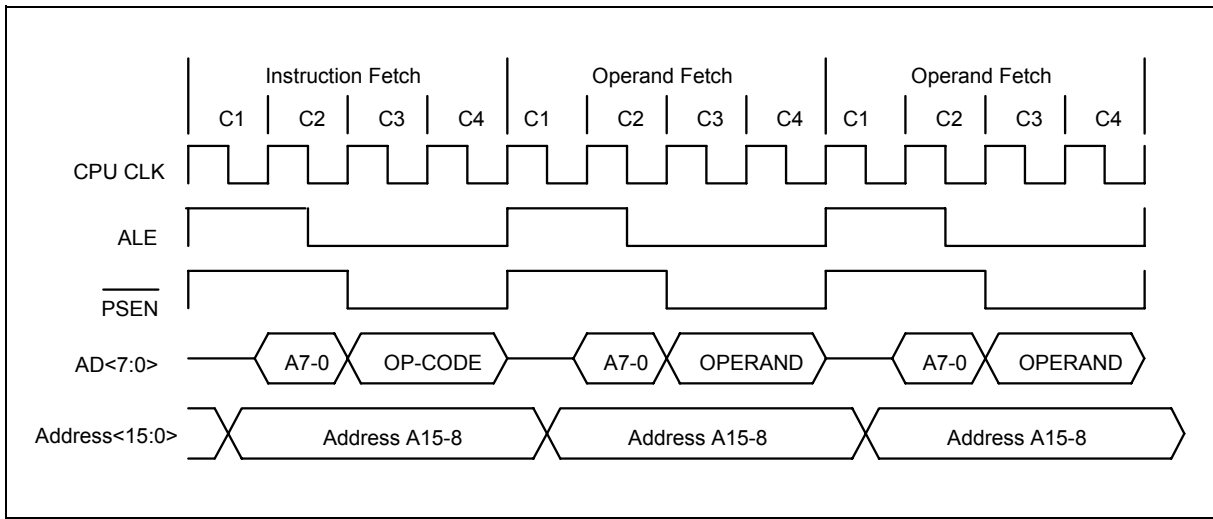 Instruction Fetch Operand Fetch Operand Fetch
C1 C2 C3 C4 C1 C2 C3 C4 C1 C2 C3 C4
CPU CLK
ALE
PSEN
AD<7:0> A7-0 OP-CODE A7-0 OPERAND A7-0 OPERAND
Address<15:0> Address A15-8 Address A15-8 Address A15-8